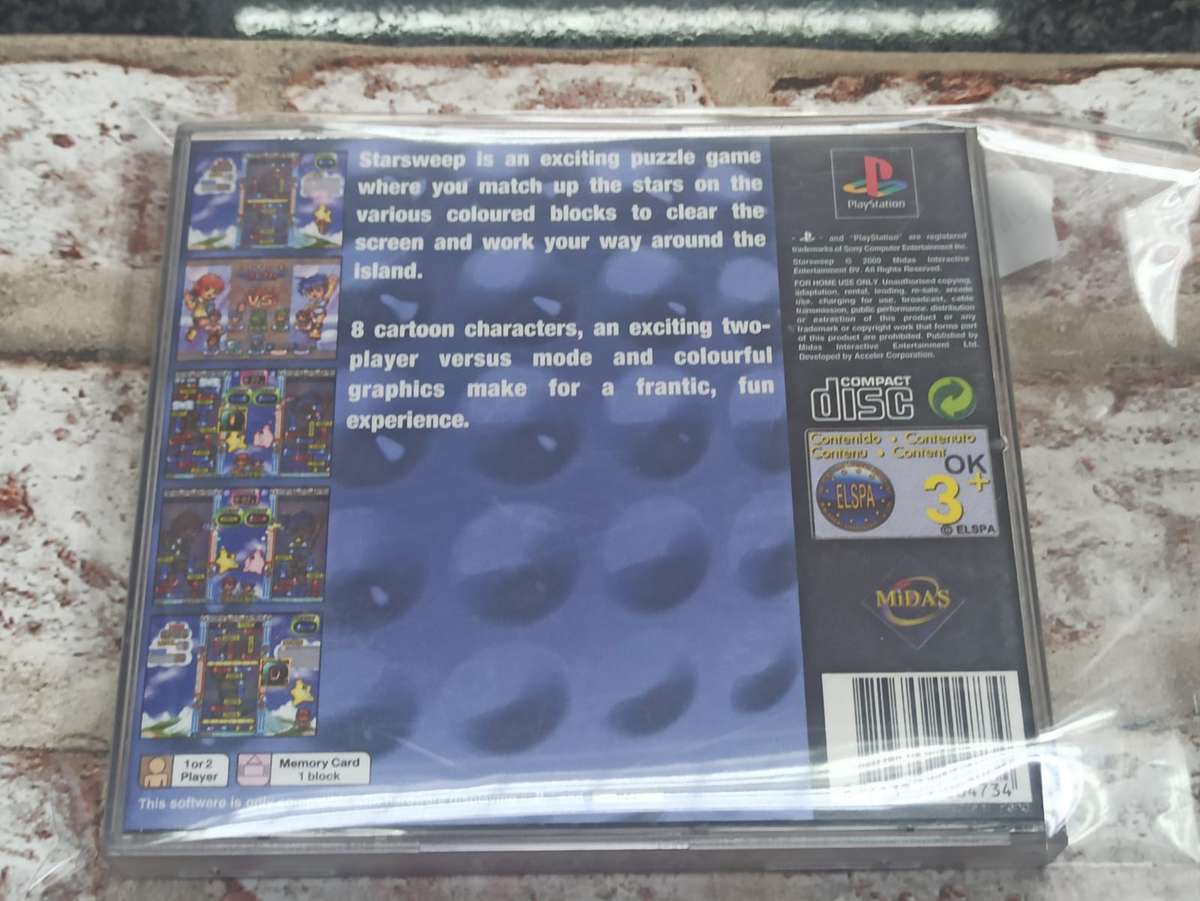 Starsweep is an exciting puzzle game
where you match up the stars on the
various coloured blocks to clear the
screen and work your way around the
island.
8 cartoon characters, an exciting two-
player versus mode and colourful
graphics make for a frantic, fun
experience.
VS
1 or 2
Player
Memory Card
1 block
This software is only
PlayStation
- and "PlayStation" are registered
trademarks of Sony Computer Entertainment Inc.
Starsweep © 2000 Midas Interactive
Entertainment BV. All Rights Reserved.
FOR HOME USE ONLY. Unauthorised copying,
adaptation, rental, lending, re-sale, arcade
use, charging for use, broadcast, cable
transmission, public performance, distribution
or extraction of this product or any
trademark or copyright work that forms part
of this product are prohibited. Published by
Midas Interactive Entertainment Ltd.
Developed by Acceler Corporation.
COMPACT
disc
Contenido • Contenuto
Contenu • Content
OK
ELSPA
3+
© ELSPA
MiDAS
4734